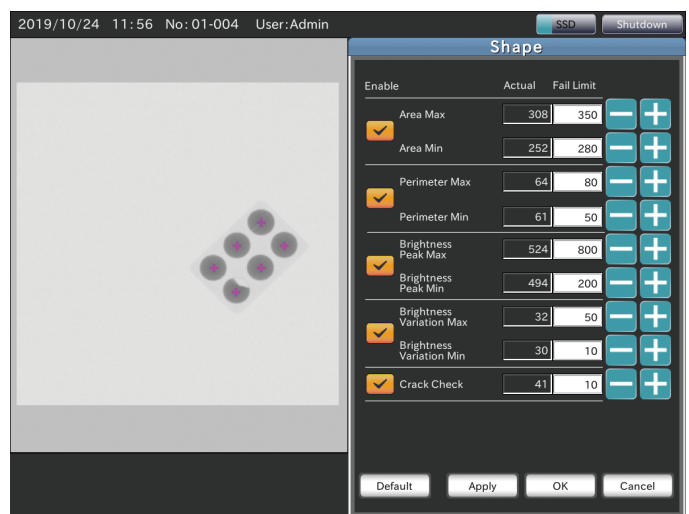 2019/10/24 11:56 No:01-004 User:Admin SSD Shutdown
Shape
Enable Actual Fail Limit
Area Max 308 350
Area Min 252 280
Perimeter Max 64 80
Perimeter Min 61 50
Brightness
Peak Max 524 800
Brightness
Peak Min 494 200
Brightness
Variation Max 32 50
Brightness
Variation Min 30 10
Crack Check 41 10
Default Apply OK Cancel